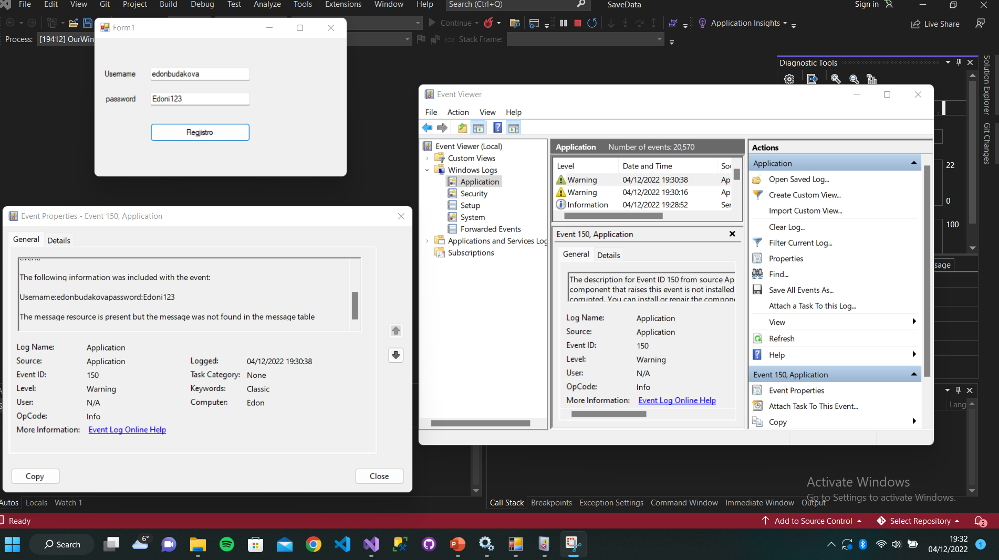 File Edit View Git Project Build Debug Test Analyze Tools Extensions Window Help Search (Ctrl+Q) SaveData Sign in
Continue Application Insights Live Share
Process: [19412] OurWin Stack Frame:
Form1
Username edonbudakova
password Edoni123
Regjistro
Diagnostic Tools
Solution Explorer
Git Changes
22
0
100
sage
Lang
Event Viewer
File Action View Help
Event Viewer (Local)
Custom Views
Windows Logs
Application
Security
Setup
System
Forwarded Events
Applications and Services Log
Subscriptions
Application Number of events: 20,570
Level Date and Time Sou
Warning 04/12/2022 19:30:38 Ap
Warning 04/12/2022 19:30:16 Ap
Information 04/12/2022 19:28:52 Ser
Event 150, Application
General Details
The description for Event ID 150 from source Ap
component that raises this event is not installed
corrupted. You can install or repair the compone
Log Name: Application
Source: Application
Event ID: 150
Level: Warning
User: N/A
OpCode: Info
More Information: Event Log Online Help
Actions
Application
Open Saved Log...
Create Custom View...
Import Custom View...
Clear Log...
Filter Current Log...
Properties
Find...
Save All Events As...
Attach a Task To this Log...
View
Refresh
Help
Event 150, Application
Event Properties
Attach Task To This Event...
Copy
Event Properties - Event 150, Application
General Details
event.
The following information was included with the event:
Username:edonbudakovapassword:Edoni123
The message resource is present but the message was not found in the message table
Log Name: Application
Source: Application Logged: 04/12/2022 19:30:38
Event ID: 150 Task Category: None
Level: Warning Keywords: Classic
User: N/A Computer: Edon
OpCode: Info
More Information: Event Log Online Help
Copy Close
Activate Windows
Go to Settings to activate Windows.
Autos Locals Watch 1 Call Stack Breakpoints Exception Settings Command Window Immediate Window Output
Ready Add to Source Control Select Repository 2
6°
Search
19:32
04/12/2022
1